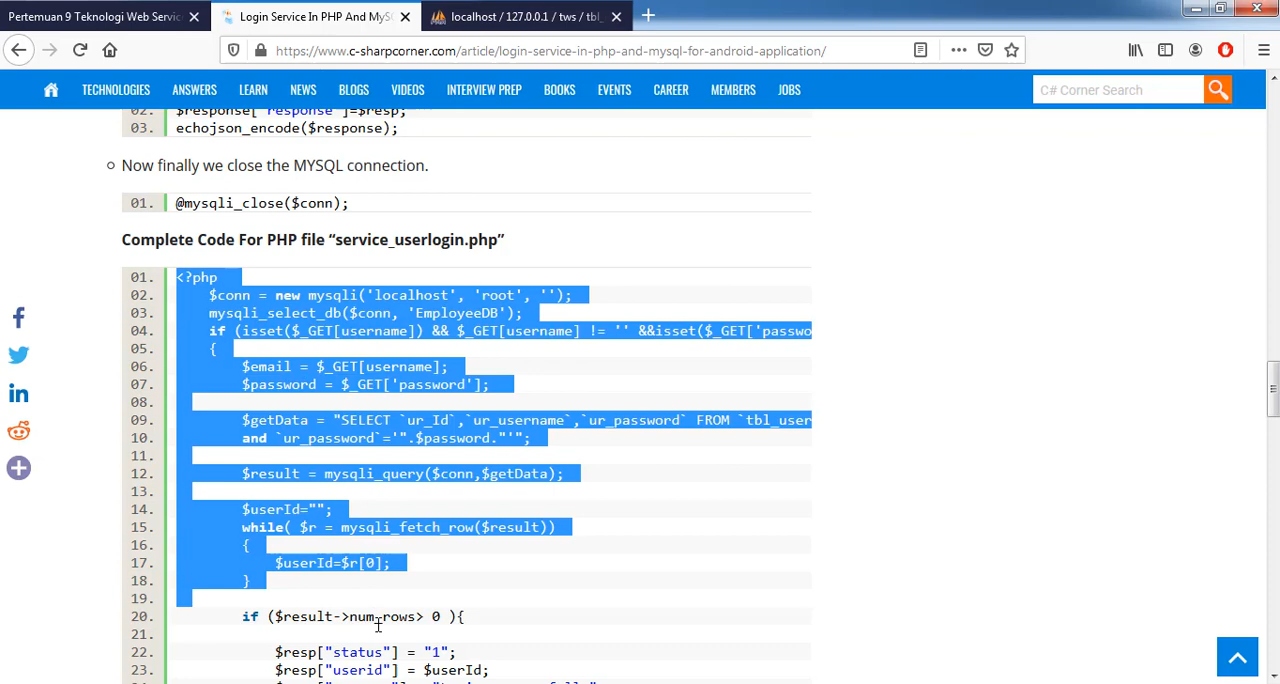 Pertemuan 9 Teknologi Web Servic
Login Service In PHP And MyS
localhost / 127.0.0.1 / tws / tbl_
https://www.c-sharpcorner.com/article/login-service-in-php-and-mysql-for-android-application/
TECHNOLOGIES ANSWERS LEARN NEWS BLOGS VIDEOS INTERVIEW PREP BOOKS EVENTS CAREER MEMBERS JOBS
C# Corner Search
02. $response["response"]=$resp;
03. echojson_encode($response);
Now finally we close the MYSQL connection.
01. @mysqli_close($conn);
Complete Code For PHP file “service_userlogin.php”
01. <?php
02. $conn = new mysqli('localhost', 'root', '');
03. mysqli_select_db($conn, 'EmployeeDB');
04. if (isset($_GET[username]) && $_GET[username] != '' &&isset($_GET['passwo
05. {
06. $email = $_GET[username];
07. $password = $_GET['password'];
08.
09. $getData = "SELECT `ur_Id`,`ur_username`,`ur_password` FROM `tbl_user
10. and `ur_password`='".$password."'";
11.
12. $result = mysqli_query($conn,$getData);
13.
14. $userId="";
15. while( $r = mysqli_fetch_row($result))
16. {
17. $userId=$r[0];
18. }
19.
20. if ($result->num_rows> 0 ){
21.
22. $resp["status"] = "1";
23. $resp["userid"] = $userId;